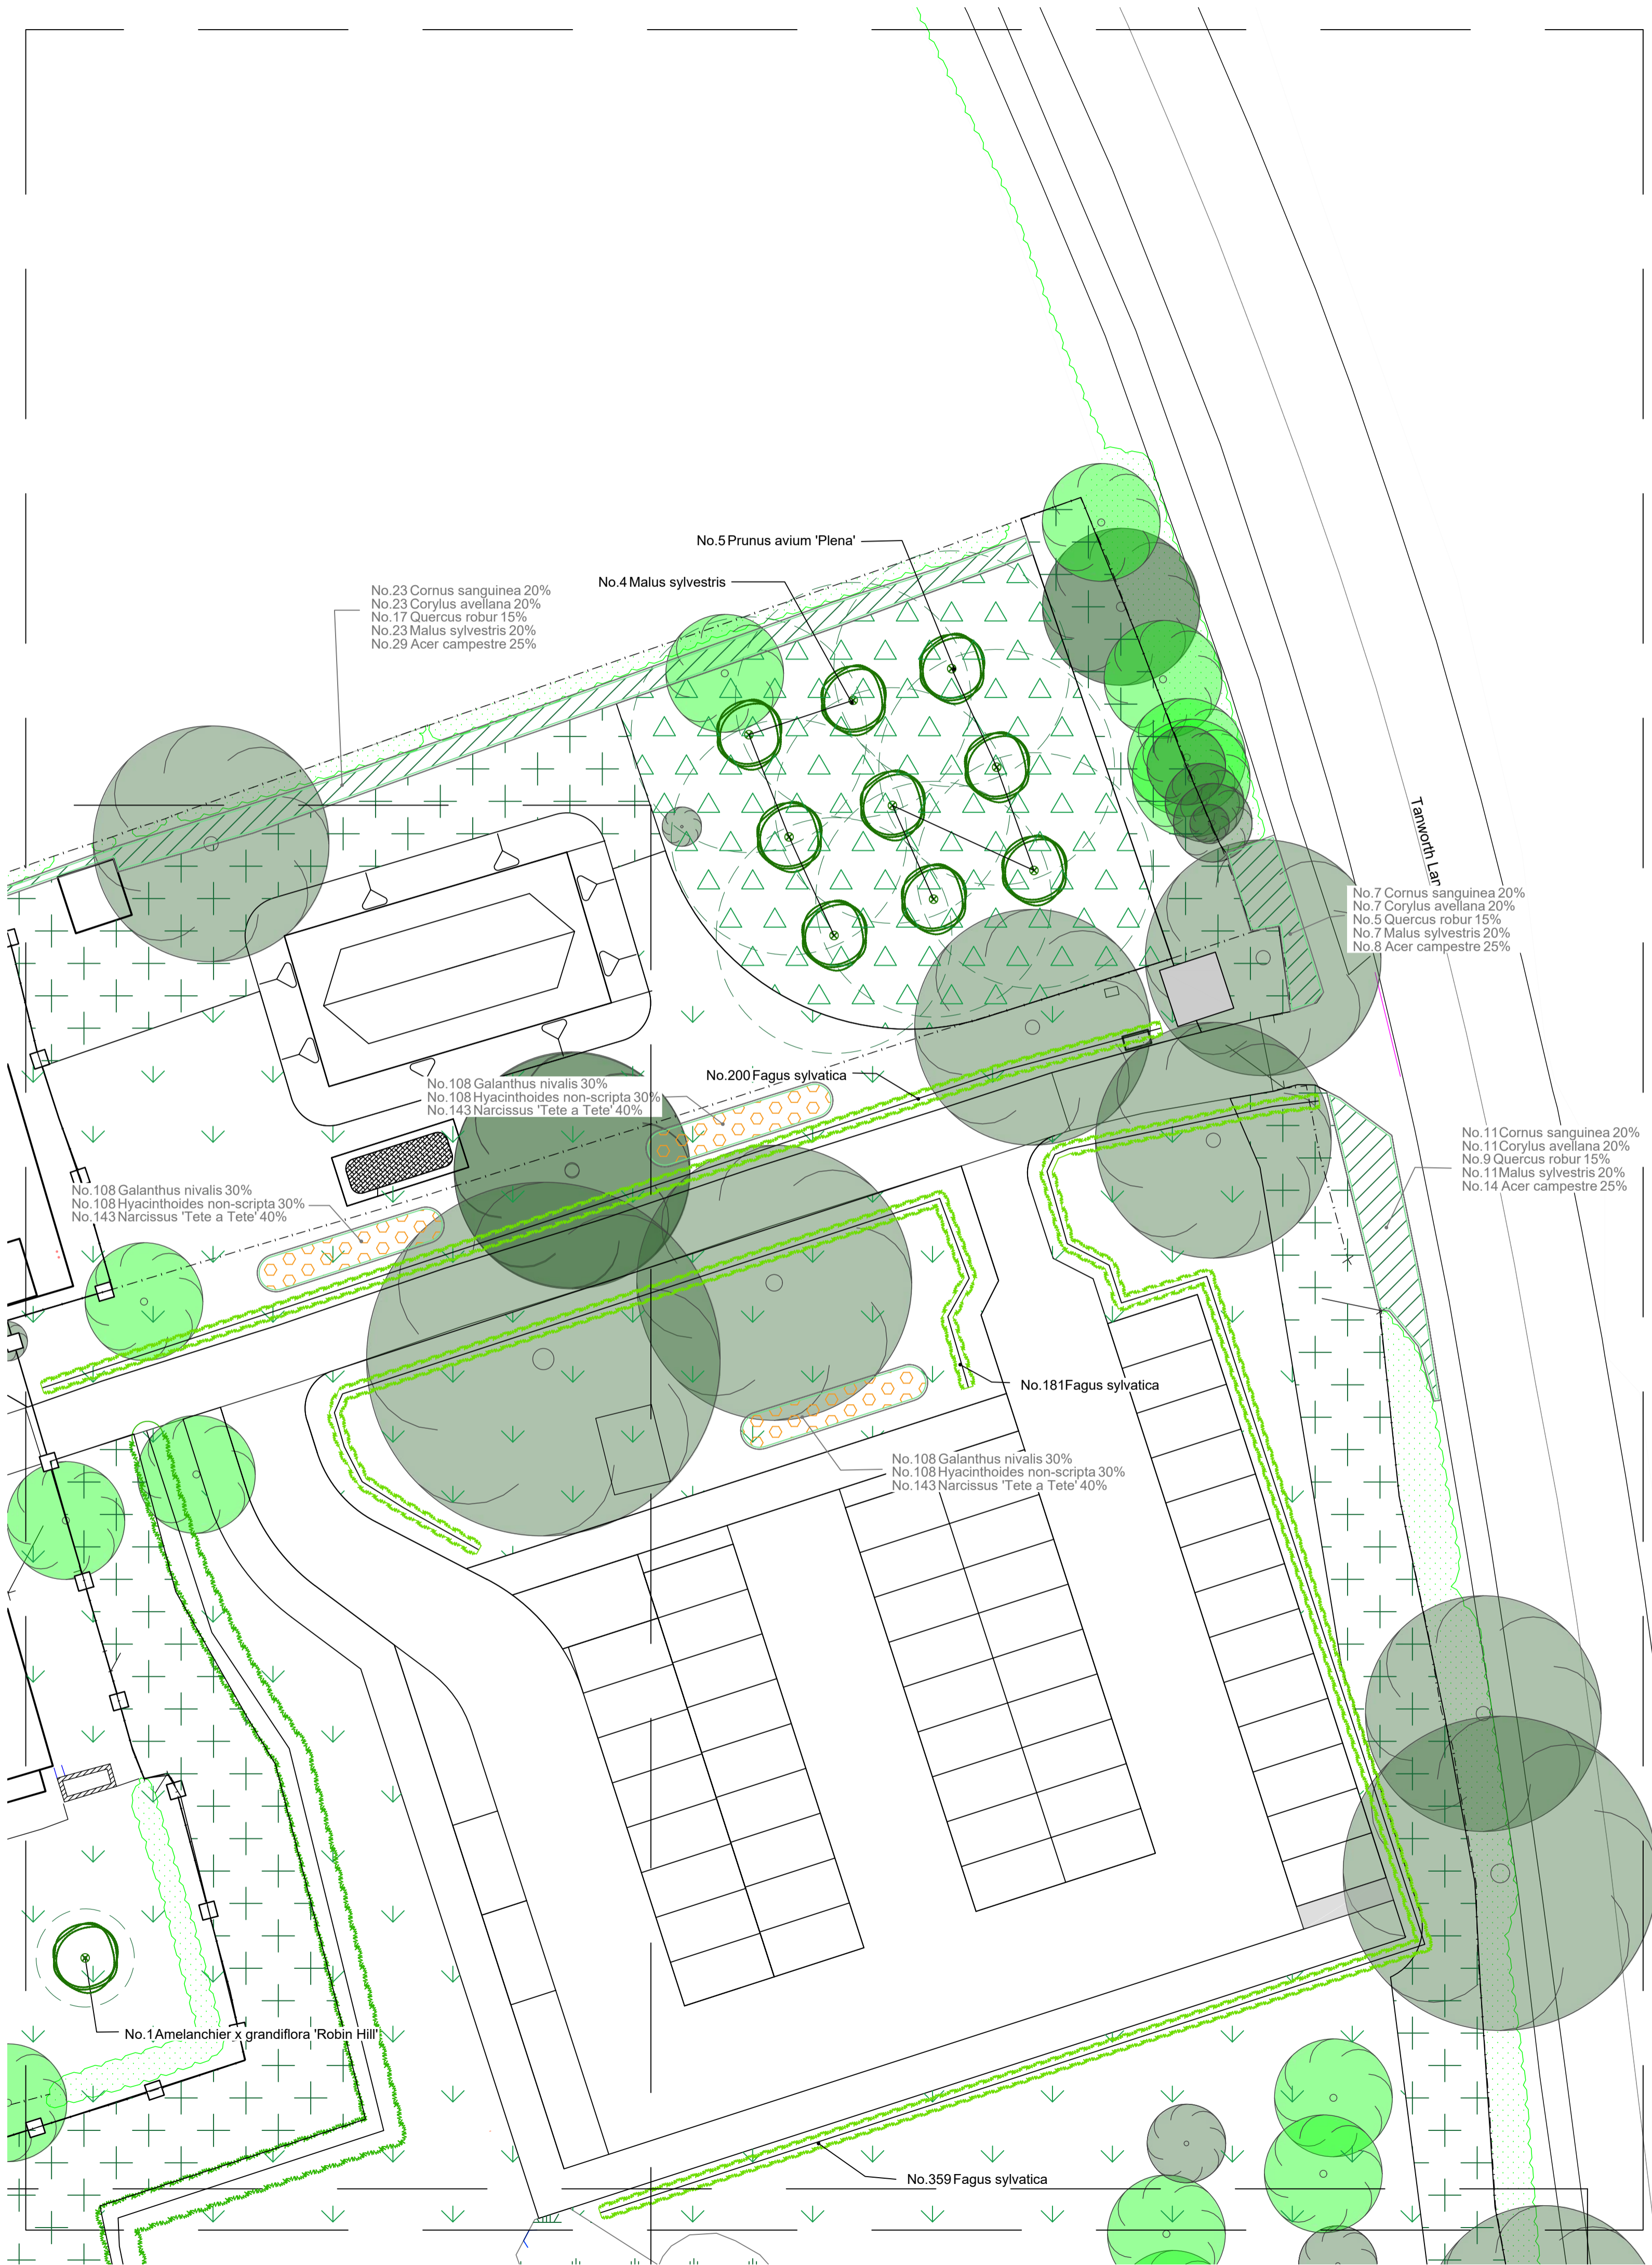 No.5 Prunus avium 'Plena'
No.4 Malus sylvestris
No.23 Cornus sanguinea 20%
No.23 Corylus avellana 20%
No.17 Quercus robur 15%
No.23 Malus sylvestris 20%
No.29 Acer campestre 25%
Tanworth Lan
No.7 Cornus sanguinea 20%
No.7 Corylus avellana 20%
No.5 Quercus robur 15%
No.7 Malus sylvestris 20%
No.8 Acer campestre 25%
No.200 Fagus sylvatica
No.108 Galanthus nivalis 30%
No.108 Hyacinthoides non-scripta 30%
No.143 Narcissus 'Tete a Tete' 40%
No.11 Cornus sanguinea 20%
No.11 Corylus avellana 20%
No.9 Quercus robur 15%
No.11 Malus sylvestris 20%
No.14 Acer campestre 25%
No.108 Galanthus nivalis 30%
No.108 Hyacinthoides non-scripta 30%
No.143 Narcissus 'Tete a Tete' 40%
No.181 Fagus sylvatica
No.108 Galanthus nivalis 30%
No.108 Hyacinthoides non-scripta 30%
No.143 Narcissus 'Tete a Tete' 40%
No.1 Amelanchier x grandiflora 'Robin Hill'
No.359 Fagus sylvatica